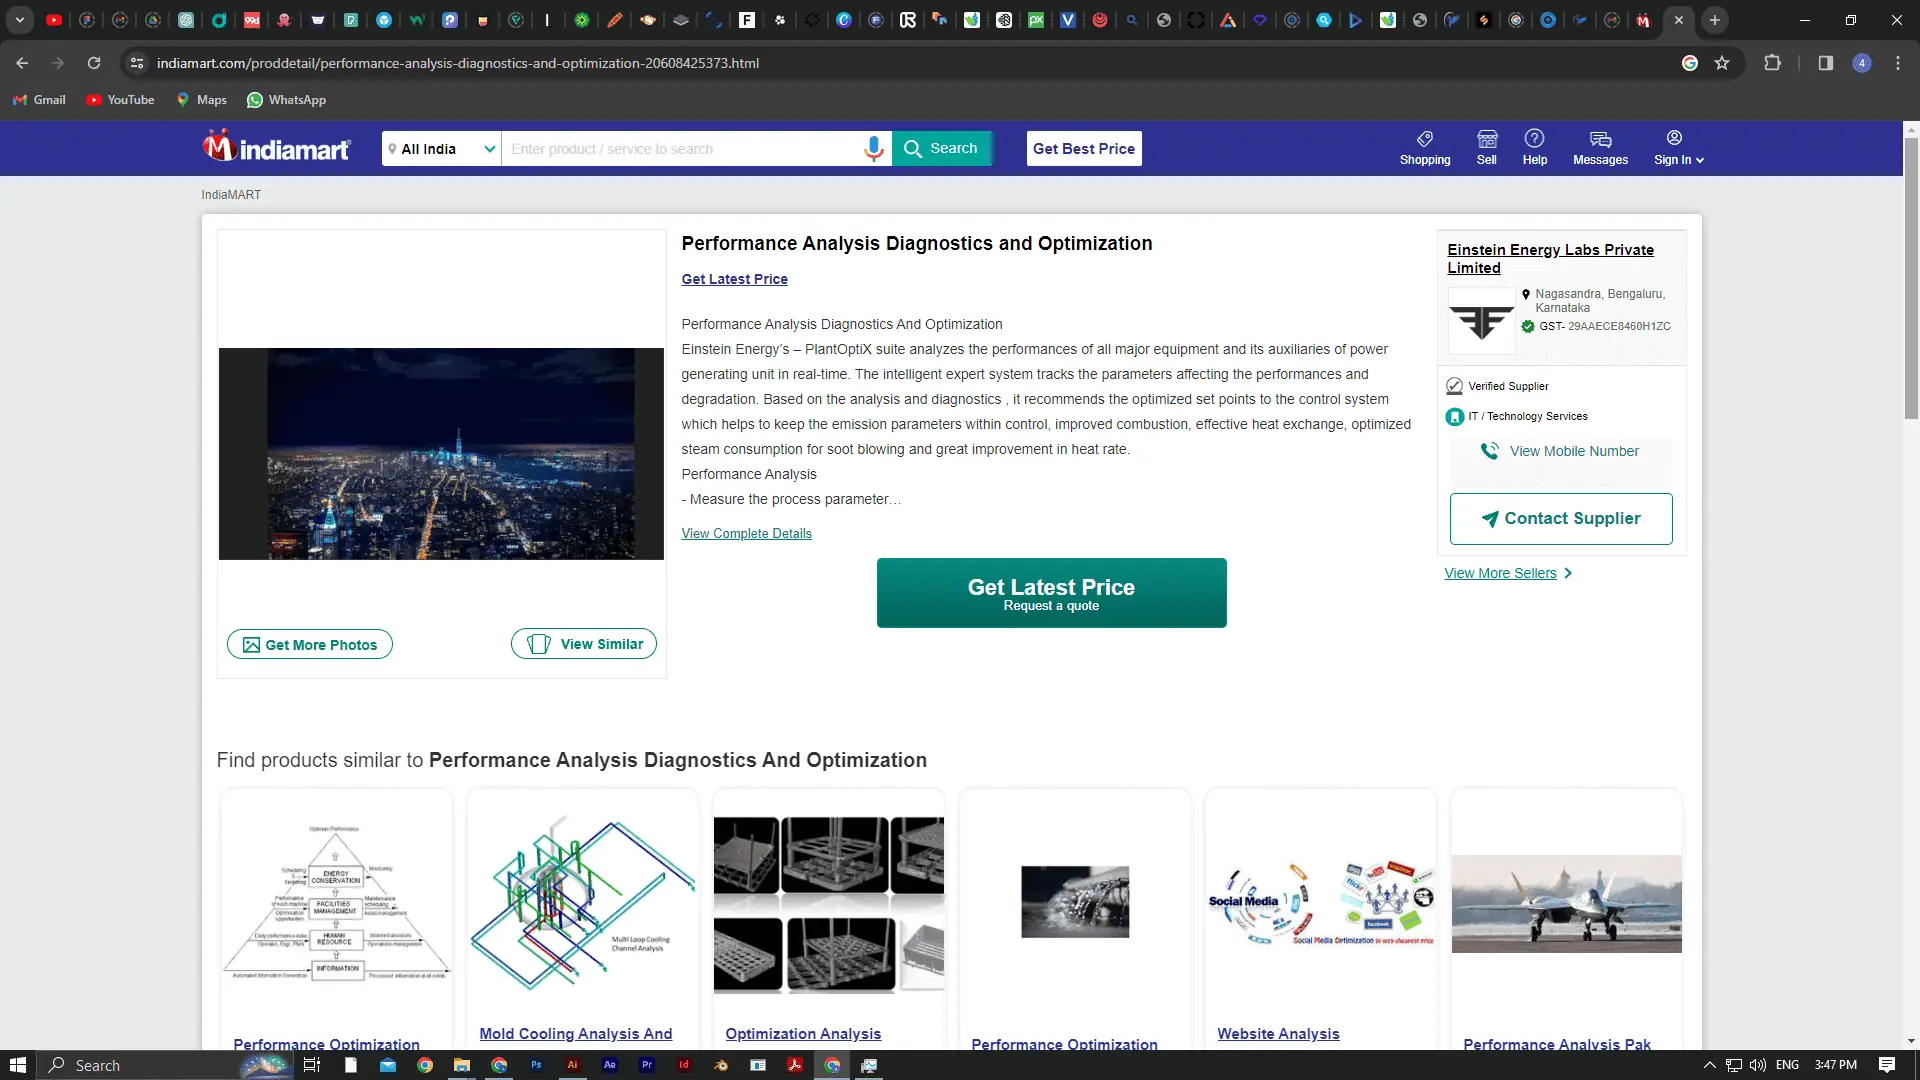 indiamart.com/proddetail/performance-analysis-diagnostics-and-optimization-20608425373.html
Gmail
YouTube
Maps
WhatsApp
indiamart
All India
Enter product / service to search
Search
Get Best Price
Shopping
Sell
Help
Messages
Sign In
IndiaMART
Performance Analysis Diagnostics and Optimization
Get Latest Price
Performance Analysis Diagnostics And Optimization
Einstein Energy's – PlantOptiX suite analyzes the performances of all major equipment and its auxiliaries of power
generating unit in real-time. The intelligent expert system tracks the parameters affecting the performances and
degradation. Based on the analysis and diagnostics , it recommends the optimized set points to the control system
which helps to keep the emission parameters within control, improved combustion, effective heat exchange, optimized
steam consumption for soot blowing and great improvement in heat rate.
Performance Analysis
- Measure the process parameter…
View Complete Details
Get Latest Price
Request a quote
Get More Photos
View Similar
Einstein Energy Labs Private
Limited
Nagasandra, Bengaluru,
Karnataka
GST- 29AAECE8460H1ZC
Verified Supplier
IT / Technology Services
View Mobile Number
Contact Supplier
View More Sellers
Find products similar to Performance Analysis Diagnostics And Optimization
Optimum Performance
ENERGY
CONSERVATION
Monitoring
FACILITIES
MANAGEMENT
HUMAN
RESOURCE
INFORMATION
Multi Loop Cooling
Channel Analysis
Social Media
flickr
facebook
Social Media Optimization in very cheapest Price
Performance Optimization
Mold Cooling Analysis And
Optimization Analysis
Performance Optimization
Website Analysis
Performance Analysis Pak
Search
ENG
3:47 PM